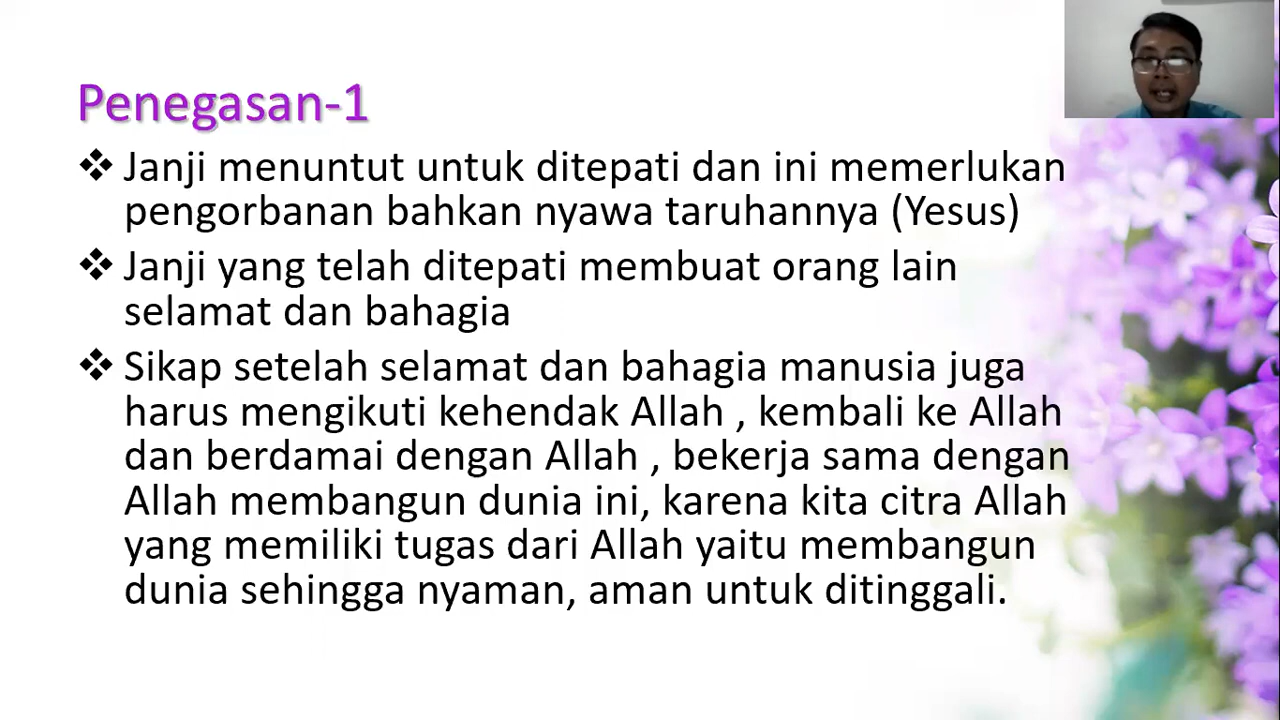 Penegasan-1
❖ Janji menuntut untuk ditepati dan ini memerlukan
pengorbanan bahkan nyawa taruhannya (Yesus)
❖ Janji yang telah ditepati membuat orang lain
selamat dan bahagia
❖ Sikap setelah selamat dan bahagia manusia juga
harus mengikuti kehendak Allah , kembali ke Allah
dan berdamai dengan Allah , bekerja sama dengan
Allah membangun dunia ini, karena kita citra Allah
yang memiliki tugas dari Allah yaitu membangun
dunia sehingga nyaman, aman untuk ditinggali.